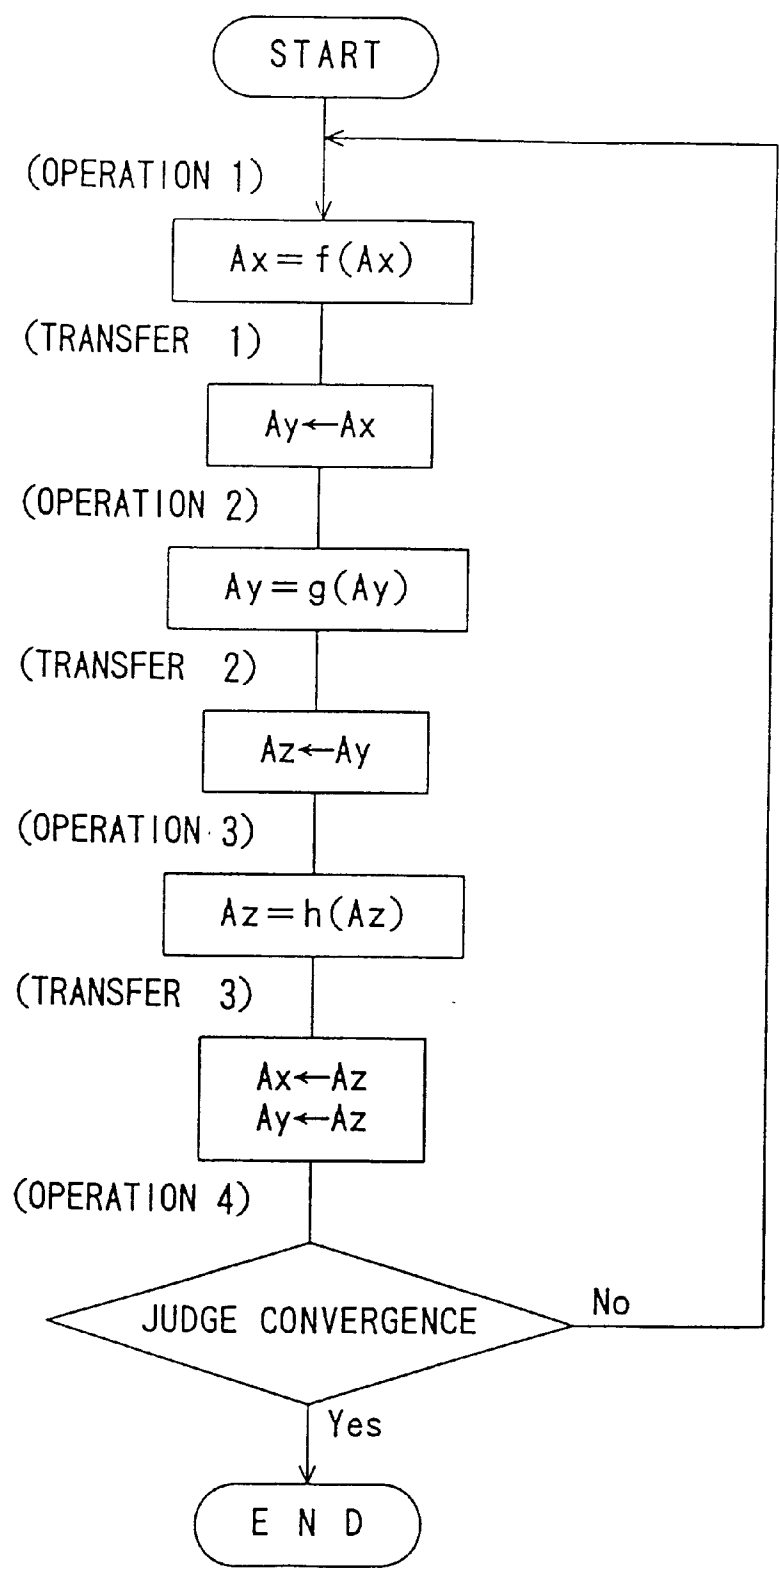 START
(OPERATION 1)
Ax=f(Ax)
(TRANSFER 1)
Ay←Ax
(OPERATION 2)
Ay=g(Ay)
(TRANSFER 2)
Az←Ay
(OPERATION 3)
Az=h(Az)
(TRANSFER 3)
Ax←Az
Ay←Az
(OPERATION 4)
JUDGE CONVERGENCE
No
Yes
E N D